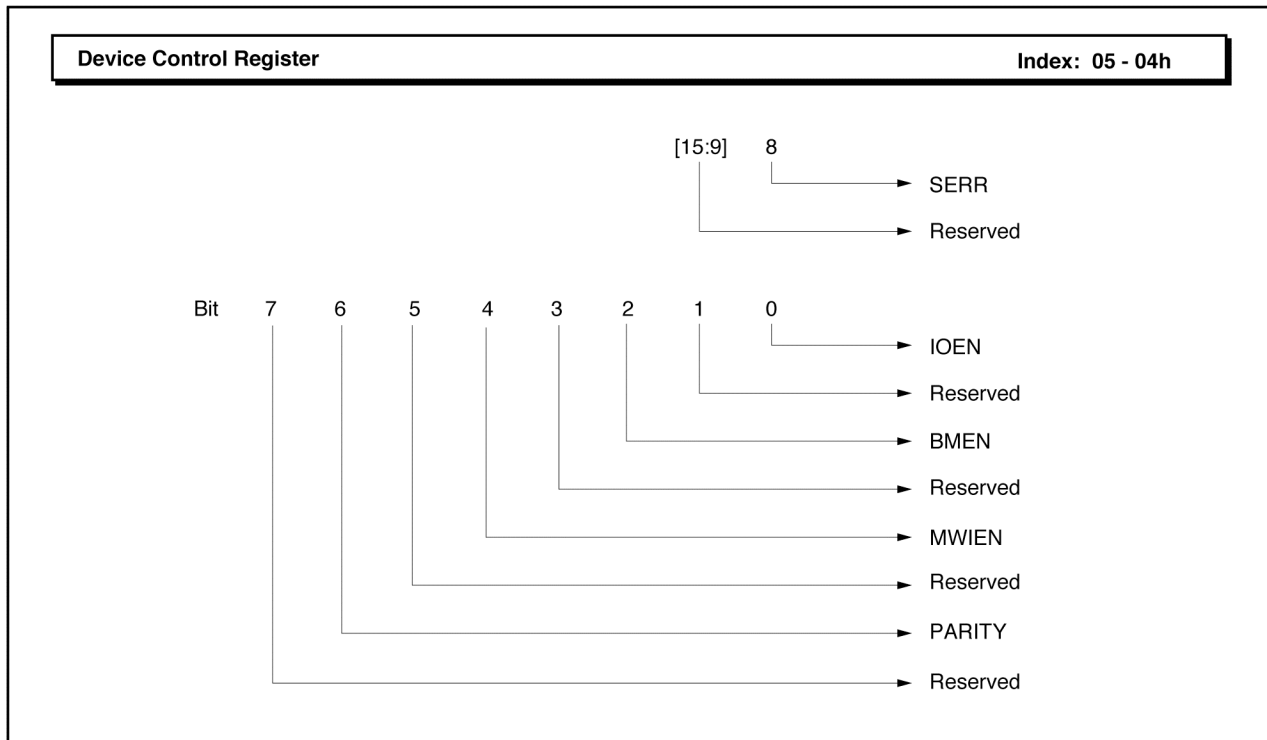 Device Control Register Index: 05 - 04h
[15:9] 8
SERR
Reserved
Bit 7 6 5 4 3 2 1 0
IOEN
Reserved
BMEN
Reserved
MWIEN
Reserved
PARITY
Reserved